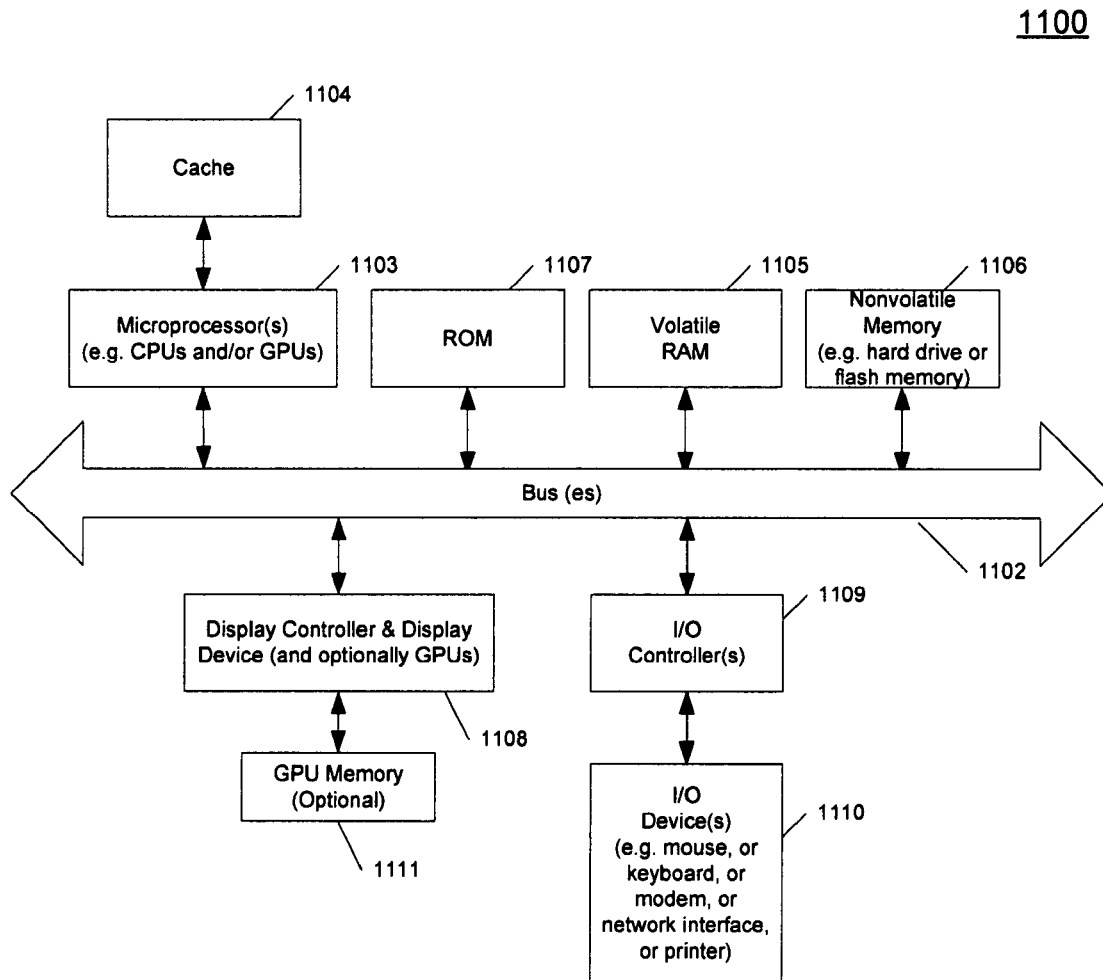 1100
1104
Cache
1103
1107
1105
1106
Microprocessor(s)
(e.g. CPUs and/or GPUs)
ROM
Volatile
RAM
Nonvolatile
Memory
(e.g. hard drive or
flash memory)
Bus (es)
1102
Display Controller & Display
Device (and optionally GPUs)
1108
I/O
Controller(s)
1109
GPU Memory
(Optional)
1111
I/O
Device(s)
(e.g. mouse, or
keyboard, or
modem, or
network interface,
or printer)
1110